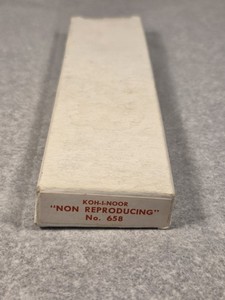 KOH-I-NOOR
"NON REPRODUCING"
No. 658